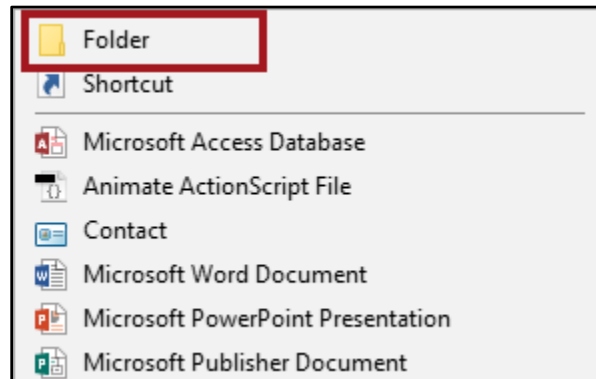 Folder
Shortcut
Microsoft Access Database
Animate ActionScript File
Contact
Microsoft Word Document
Microsoft PowerPoint Presentation
Microsoft Publisher Document